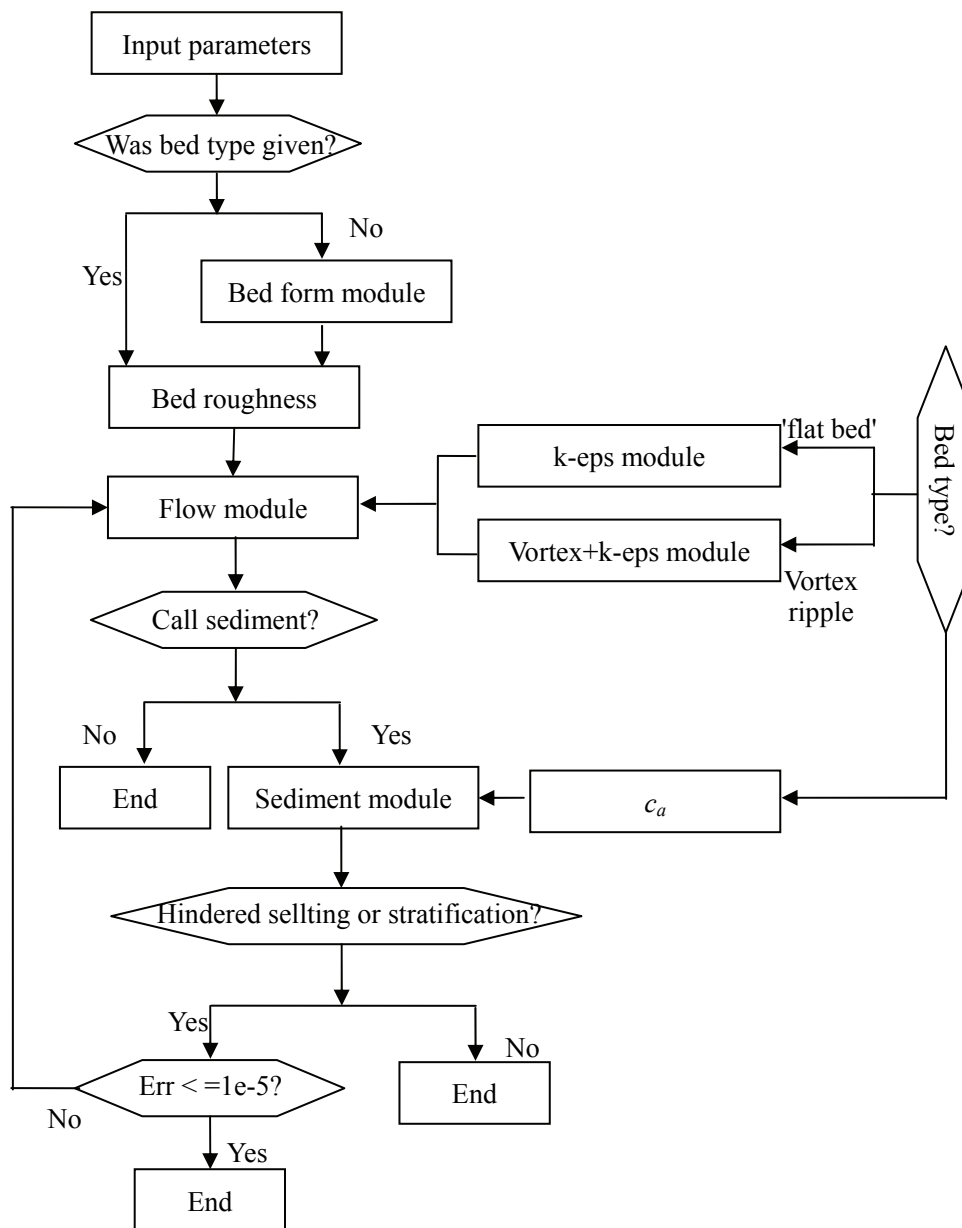 Input parameters
Was bed type given?
No
Yes
Bed form module
Bed roughness
'flat bed'
k-eps module
Bed type?
Flow module
Vortex+k-eps module
Vortex
ripple
Call sediment?
No
Yes
End
Sediment module
c_a
Hindered sellting or stratification?
Yes
No
Err < =1e-5?
End
No
Yes
End